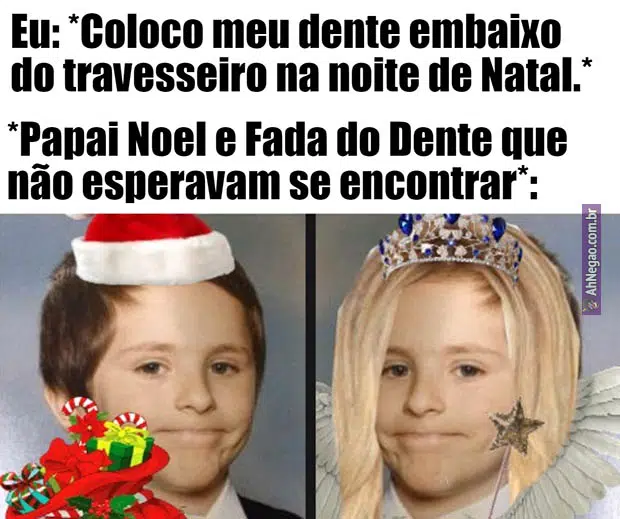 Eu: *Coloco meu dente embaixo
do travesseiro na noite de Natal.*
*Papai Noel e Fada do Dente que
não esperavam se encontrar*:
AhNegao.com.br